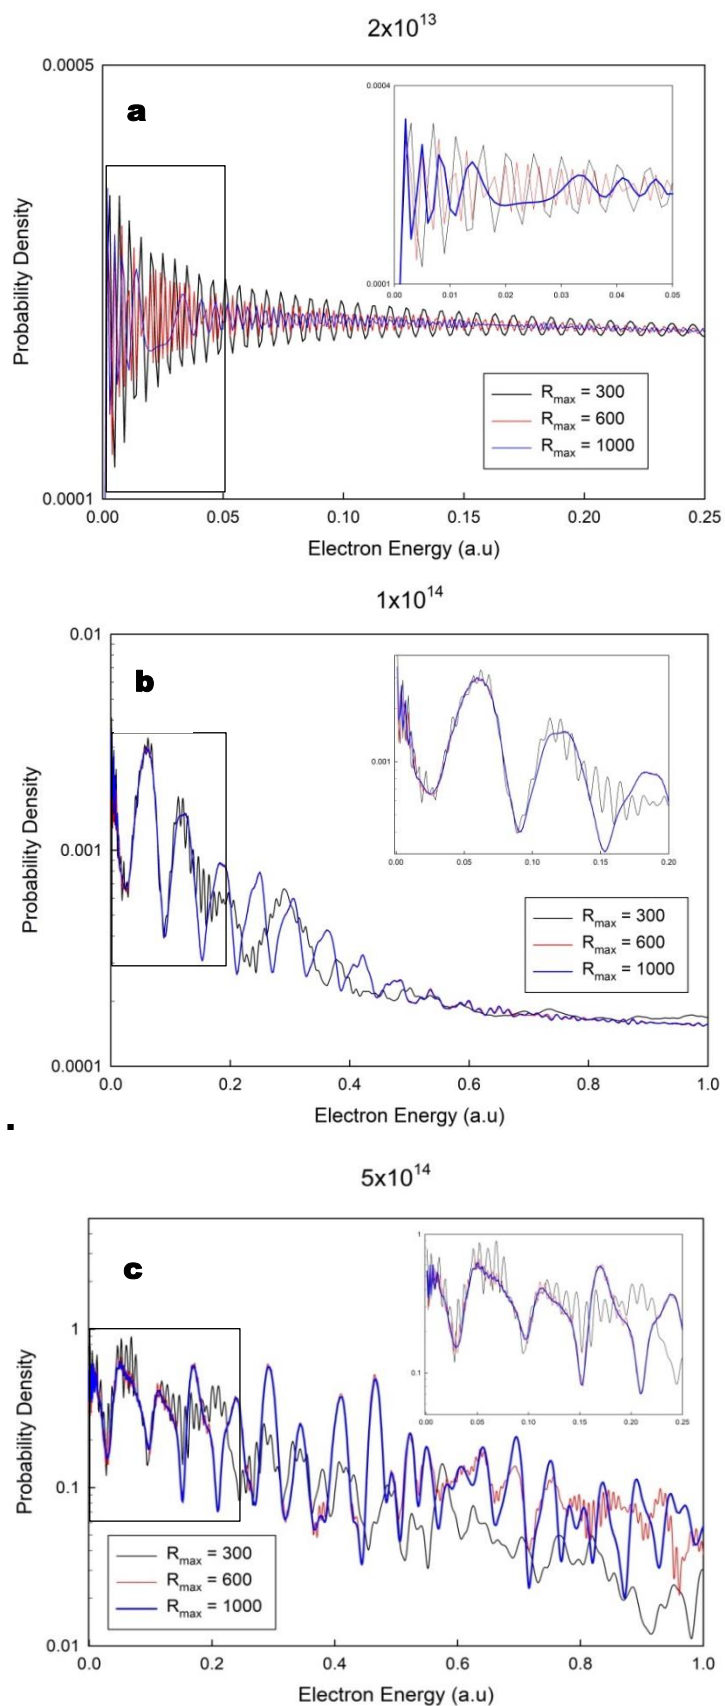 2x10¹³
0.0005
a
0.0004
0.0001
0.00 0.01 0.02 0.03 0.04 0.05
Probability Density
R_max = 300
R_max = 600
R_max = 1000
0.0001
0.00 0.05 0.10 0.15 0.20 0.25
Electron Energy (a.u)
1x10¹⁴
0.01
b
0.001
0.00 0.05 0.10 0.15 0.20
Probability Density
0.001
R_max = 300
R_max = 600
R_max = 1000
0.0001
0.0 0.2 0.4 0.6 0.8 1.0
Electron Energy (a.u)
.
5x10¹⁴
c
1
0.1
0.00 0.05 0.10 0.15 0.20 0.25
1
Probability Density
0.1
R_max = 300
R_max = 600
R_max = 1000
0.01
0.0 0.2 0.4 0.6 0.8 1.0
Electron Energy (a.u)